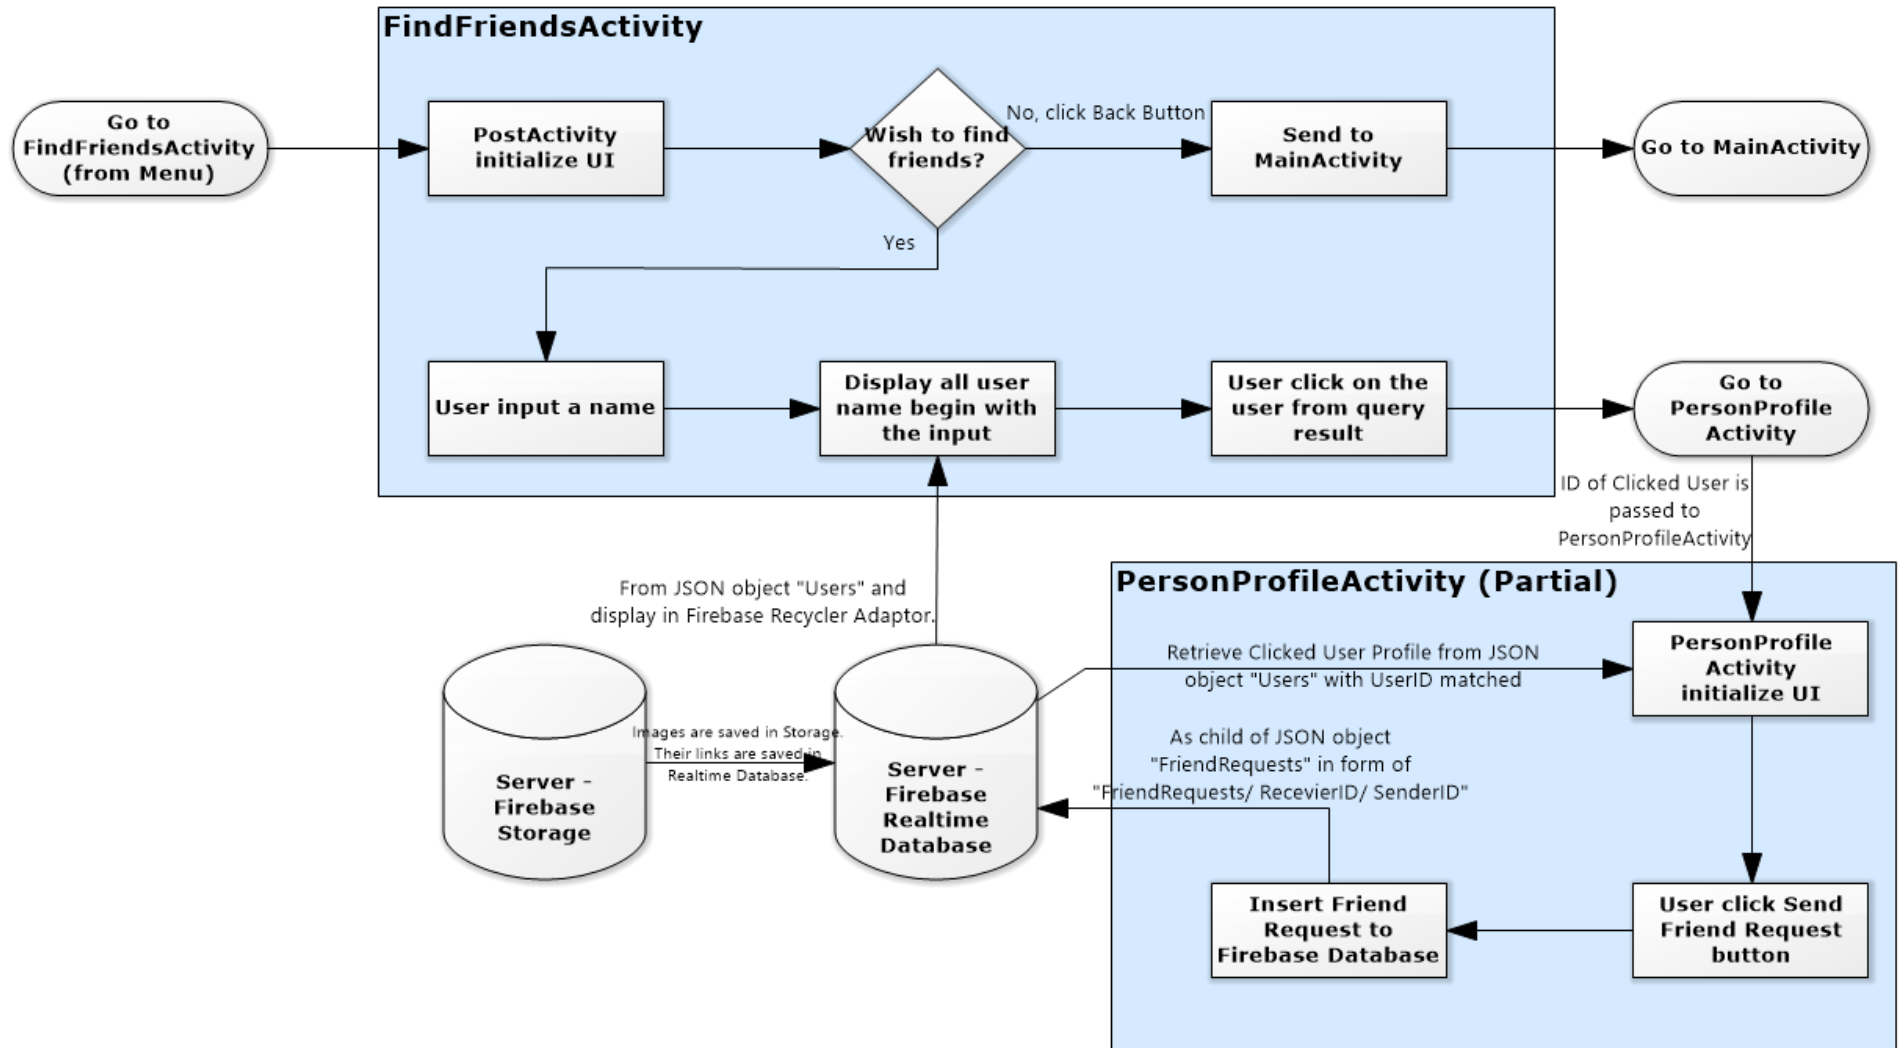 FindFriendsActivity
Go to
FindFriendsActivity
(from Menu)
PostActivity
initialize UI
Wish to find
friends?
No, click Back Button
Send to
MainActivity
Go to MainActivity
Yes
User input a name
Display all user
name begin with
the input
User click on the
user from query
result
Go to
PersonProfile
Activity
ID of Clicked User is
passed to
PersonProfileActivity
From JSON object "Users" and
display in Firebase Recycler Adaptor.
PersonProfileActivity (Partial)
Retrieve Clicked User Profile from JSON
object "Users" with UserID matched
PersonProfile
Activity
initialize UI
Images are saved in Storage.
Their links are saved in
Realtime Database.
Server -
Firebase
Storage
Server -
Firebase
Realtime
Database
As child of JSON object
"FriendRequests" in form of
"FriendRequests/ RecevierID/ SenderID"
Insert Friend
Request to
Firebase Database
User click Send
Friend Request
button